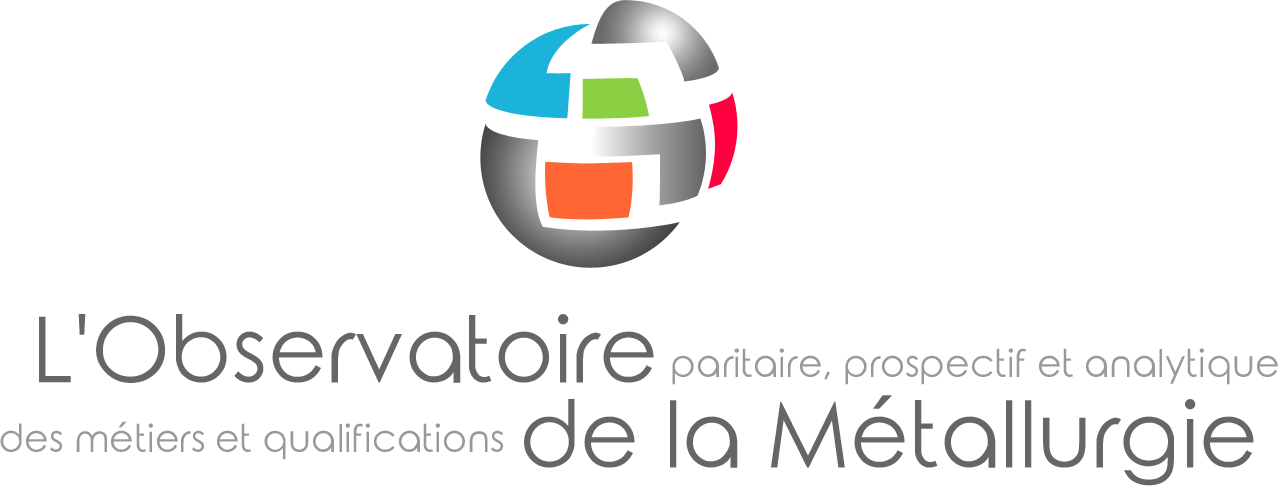 L'Observatoire paritaire, prospectif et analytique
des métiers et qualifications de la Métallurgie